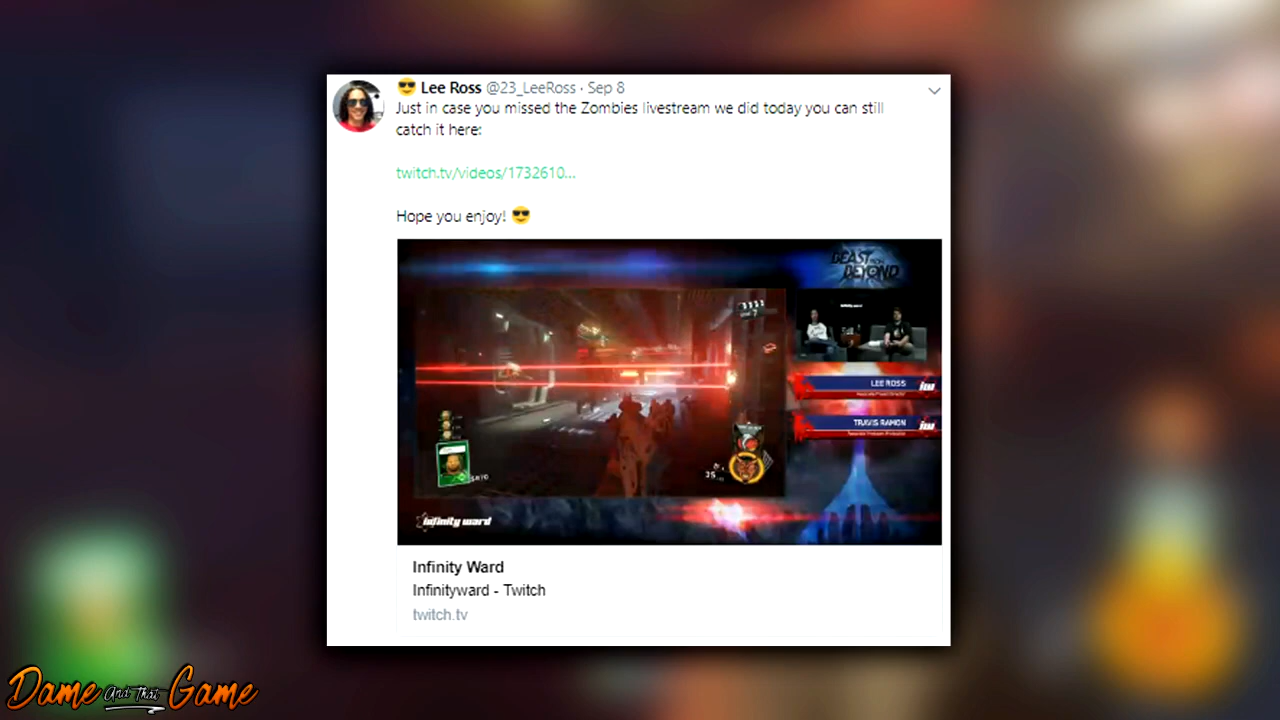 😎 Lee Ross @23_LeeRoss · Sep 8
Just in case you missed the Zombies livestream we did today you can still
catch it here:
twitch.tv/videos/1732610...
Hope you enjoy! 😎
BEAST FROM
BEYOND
LEE ROSS
TRAVIS RAMON
infinity ward
Infinity Ward
Infinityward - Twitch
twitch.tv
Dame And That Game